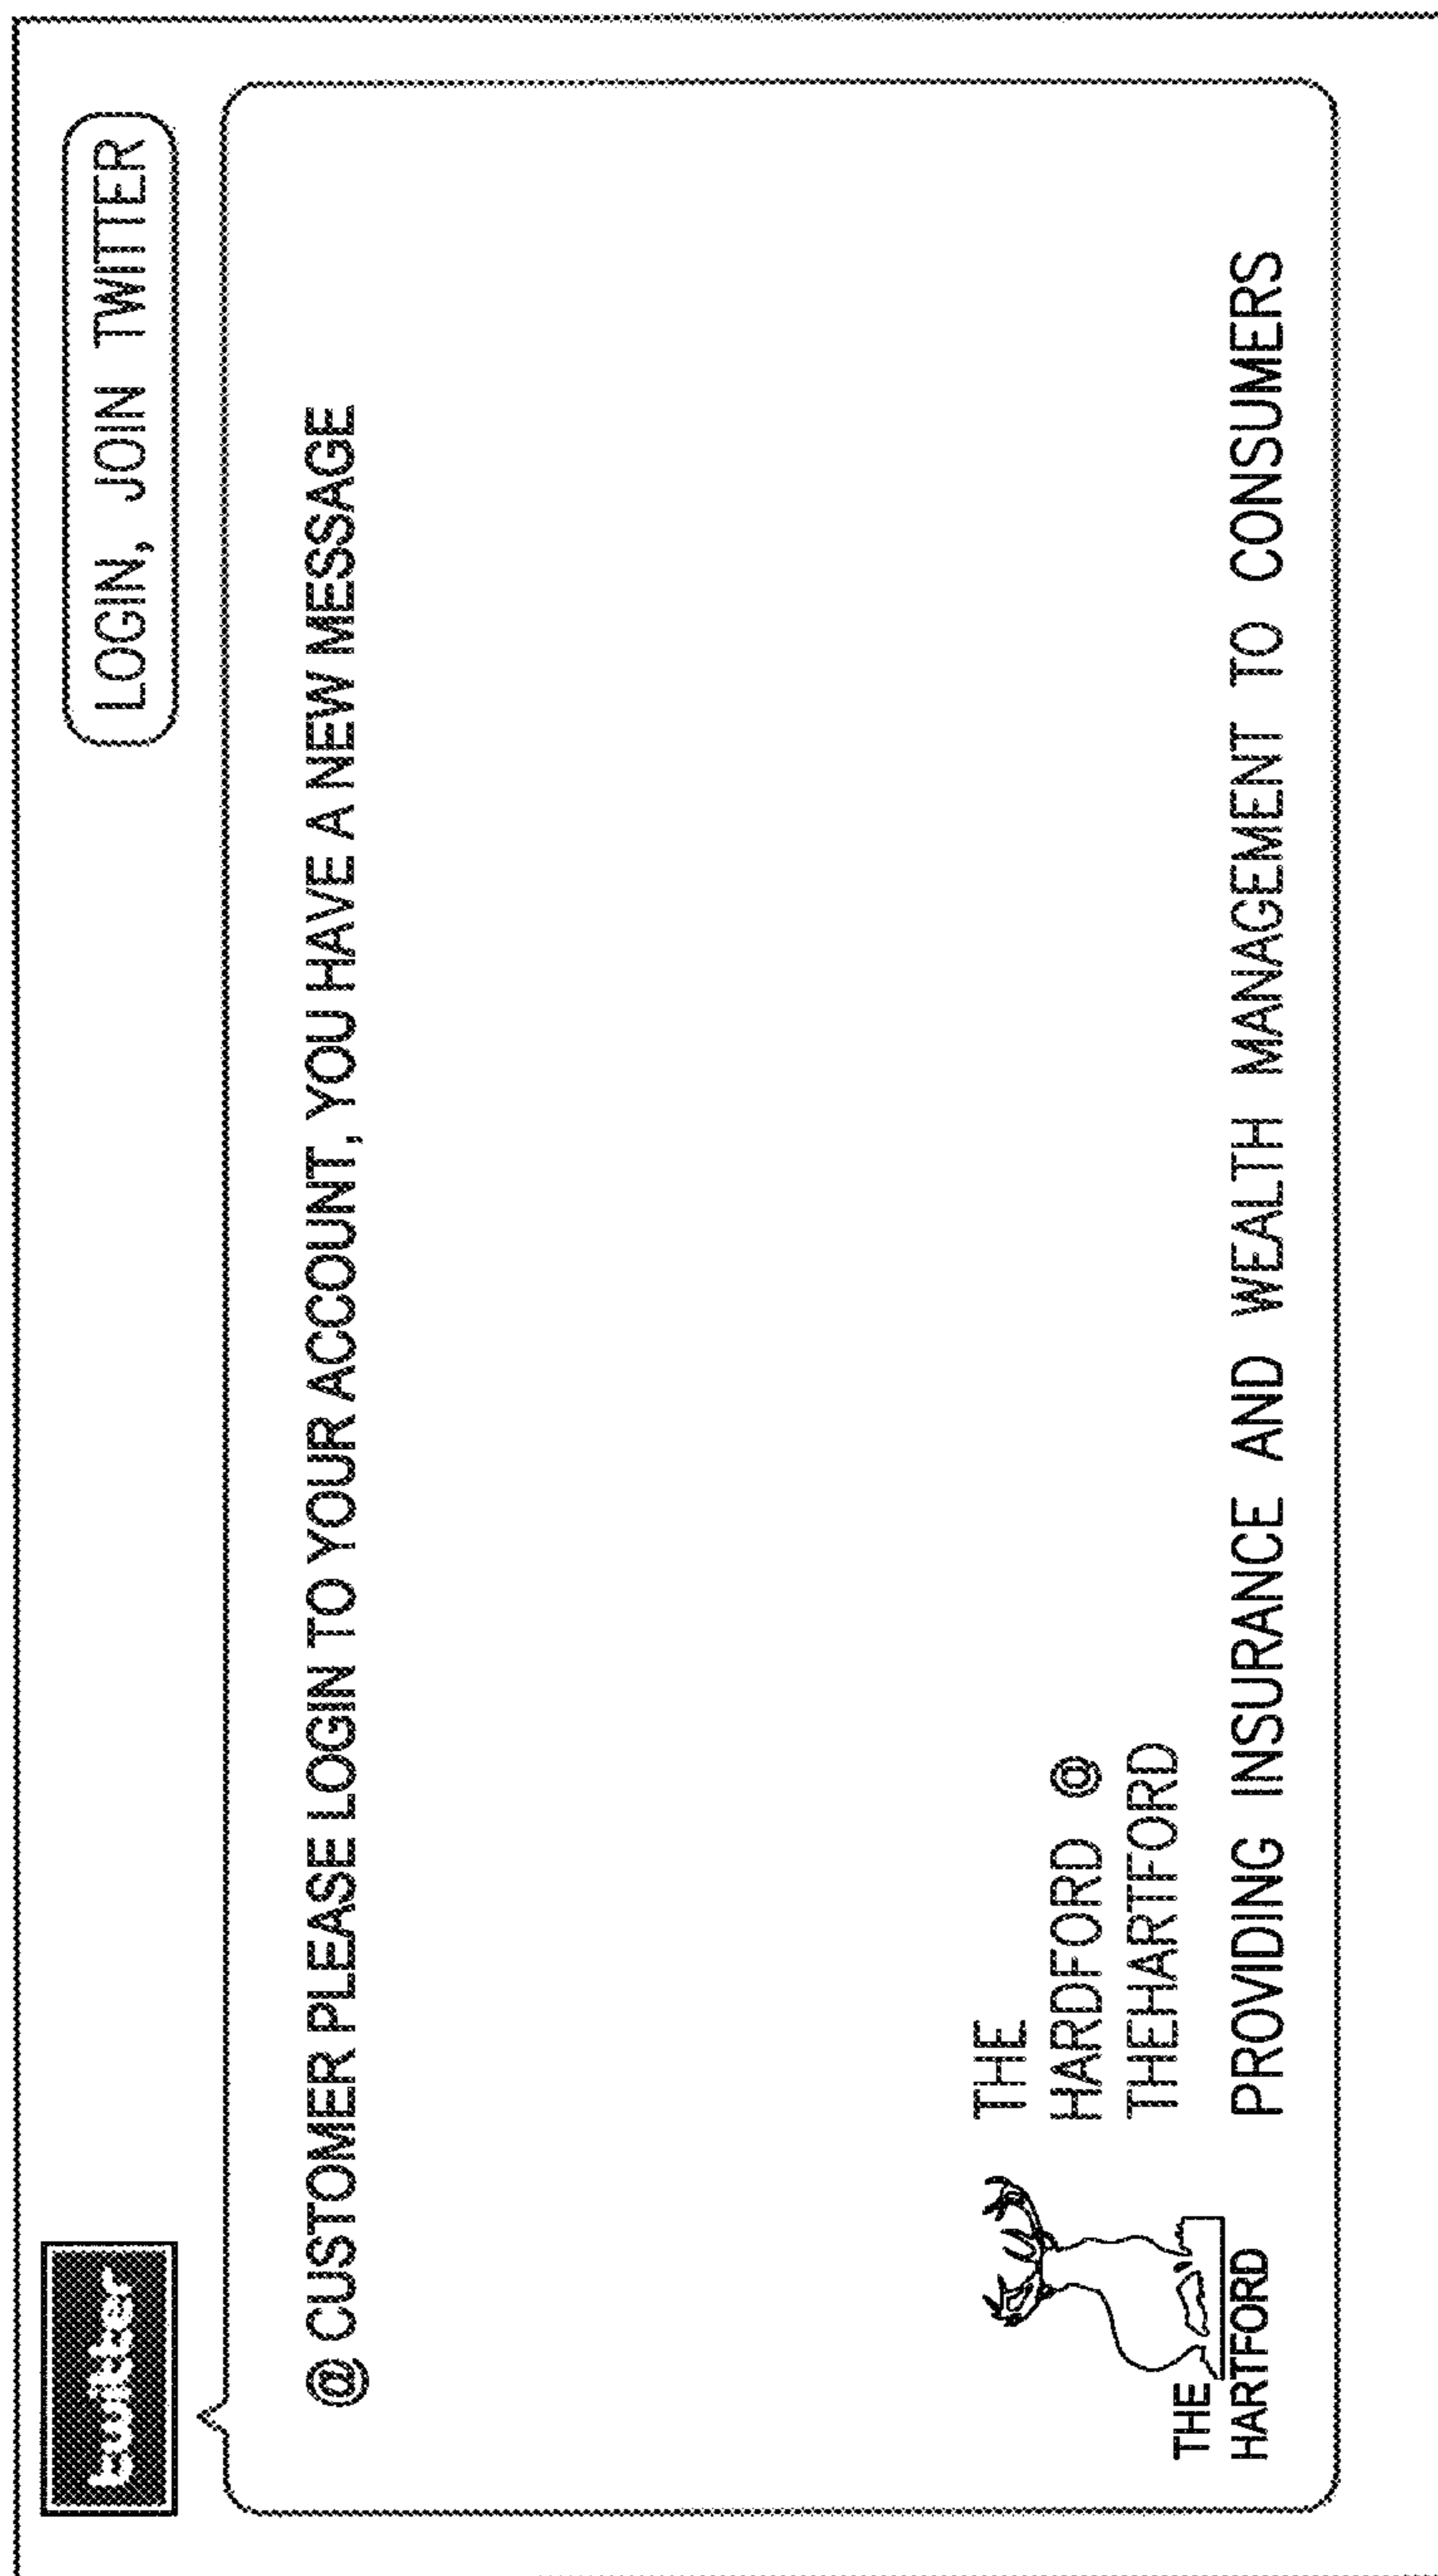 twitter
LOGIN, JOIN TWITTER
@ CUSTOMER PLEASE LOGIN TO YOUR ACCOUNT, YOU HAVE A NEW MESSAGE
THE
HARTFORD
THE
HARDFORD @
THEHARTFORD
PROVIDING INSURANCE AND WEALTH MANAGEMENT TO CONSUMERS